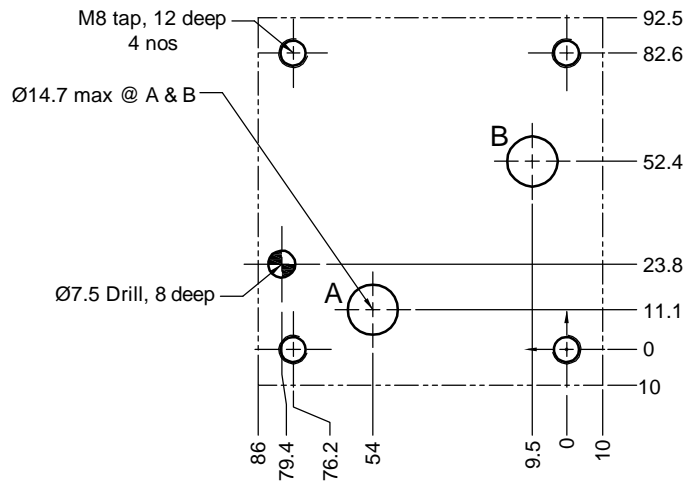 M8 tap, 12 deep
4 nos
92.5
82.6
Ø14.7 max @ A & B
B
52.4
23.8
Ø7.5 Drill, 8 deep
A
11.1
0
10
86
79.4
76.2
54
9.5
0
10